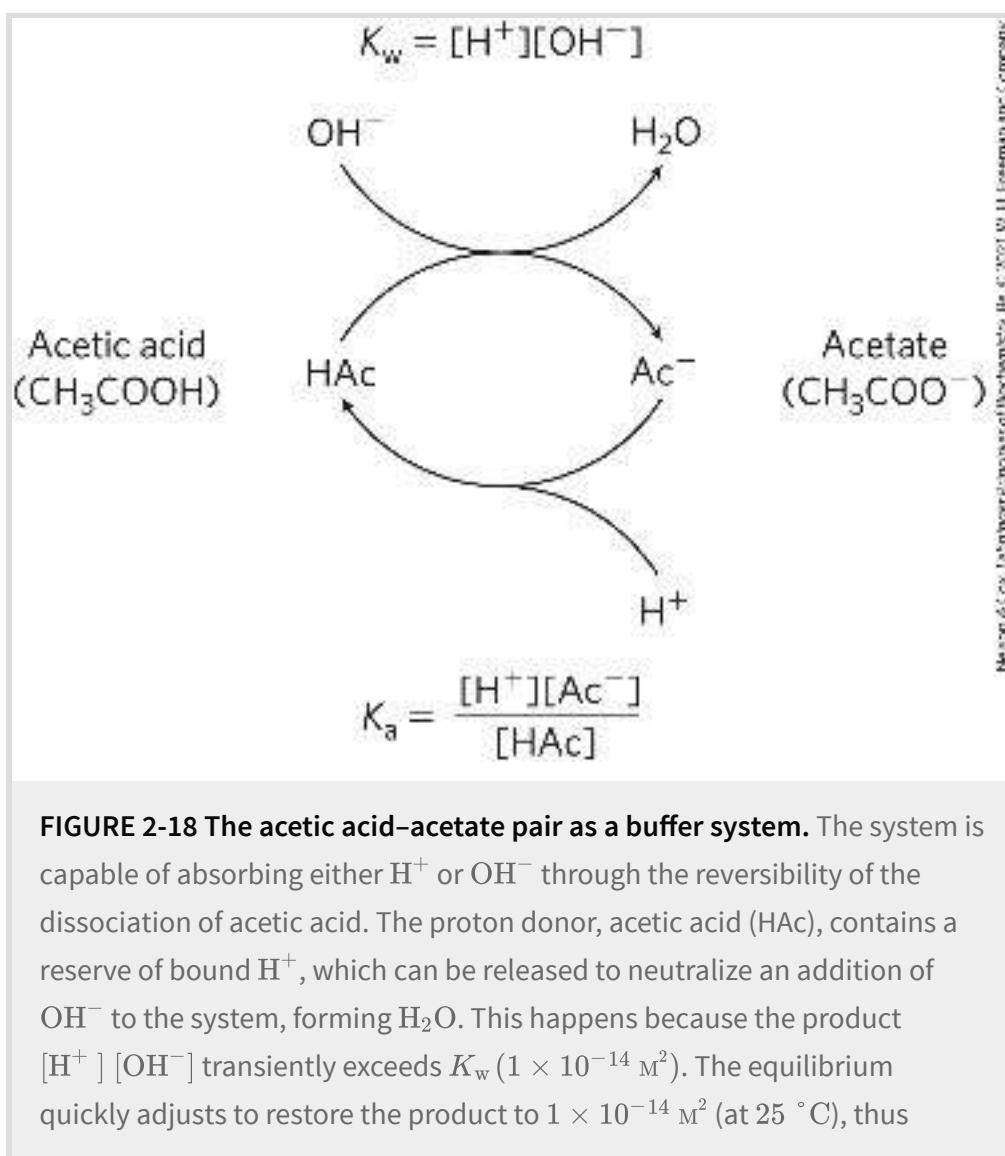 K_w = [H⁺][OH⁻]
OH⁻ H₂O
Acetic acid
(CH₃COOH)
HAc
Ac⁻
Acetate
(CH₃COO⁻)
H⁺
K_a = [H⁺][Ac⁻] / [HAc]
FIGURE 2-18 The acetic acid–acetate pair as a buffer system. The system is
capable of absorbing either H⁺ or OH⁻ through the reversibility of the
dissociation of acetic acid. The proton donor, acetic acid (HAc), contains a
reserve of bound H⁺, which can be released to neutralize an addition of
OH⁻ to the system, forming H₂O. This happens because the product
[H⁺] [OH⁻] transiently exceeds K_w (1 × 10⁻¹⁴ M²). The equilibrium
quickly adjusts to restore the product to 1 × 10⁻¹⁴ M² (at 25 °C), thus